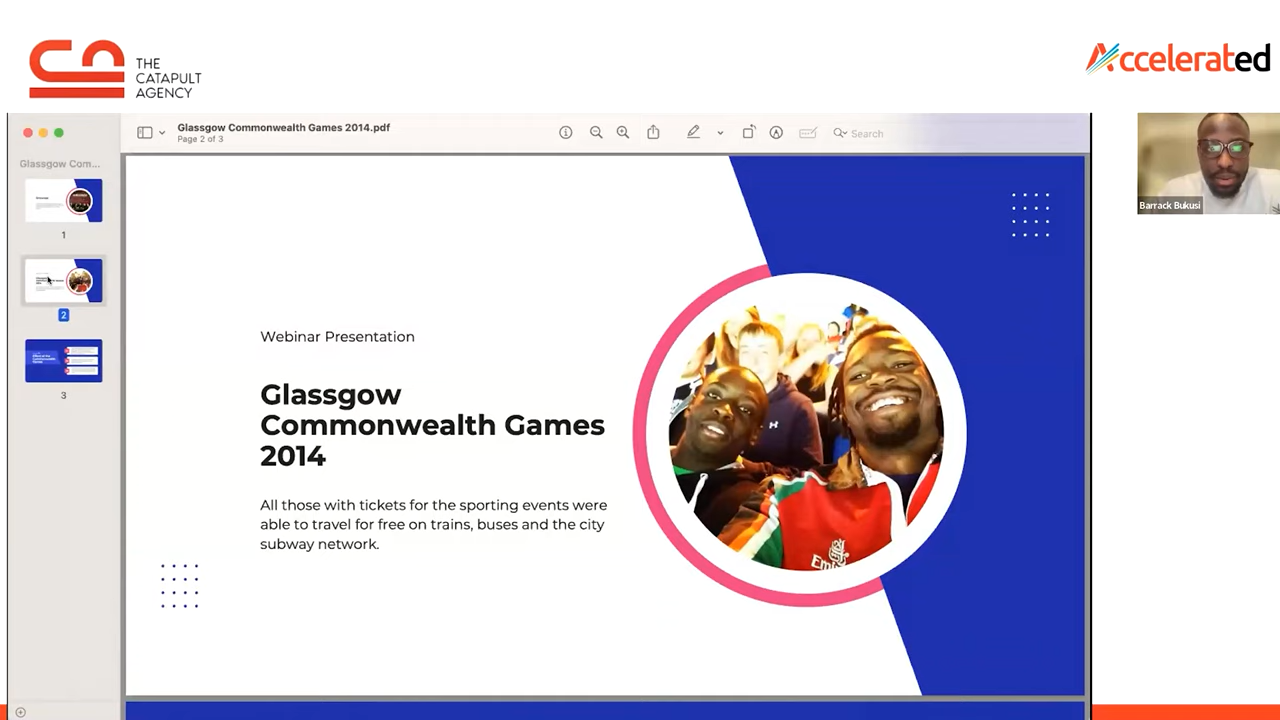 THE
CATAPULT
AGENCY
Accelerated
Glassgow Commonwealth Games 2014.pdf
Page 2 of 3
Search
Glassgow Com...
1
2
3
Webinar Presentation
Glassgow
Commonwealth Games
2014
All those with tickets for the sporting events were
able to travel for free on trains, buses and the city
subway network.
Barrack Bukusi